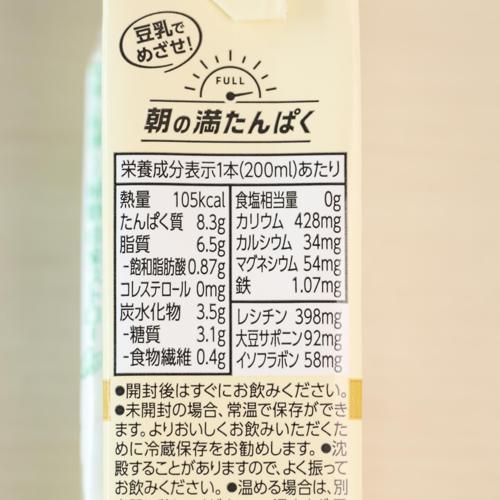 豆乳で
めざせ!
FULL
朝の満たんぱく
栄養成分表示1本(200ml)あたり
熱量 105kcal
たんぱく質 8.3g
脂質 6.5g
-飽和脂肪酸 0.87g
コレステロール 0mg
炭水化物 3.5g
-糖質 3.1g
-食物繊維 0.4g
食塩相当量 0g
カリウム 428mg
カルシウム 34mg
マグネシウム 54mg
鉄 1.07mg
レシチン 398mg
大豆サポニン 92mg
イソフラボン 58mg
●開封後はすぐにお飲みください。
●未開封の場合、常温で保存ができ
ます。よりおいしくお飲みいただくた
めに冷蔵保存をお勧めします。●沈
殿することがありますので、よく振って
お飲みください。●温める場合は、別